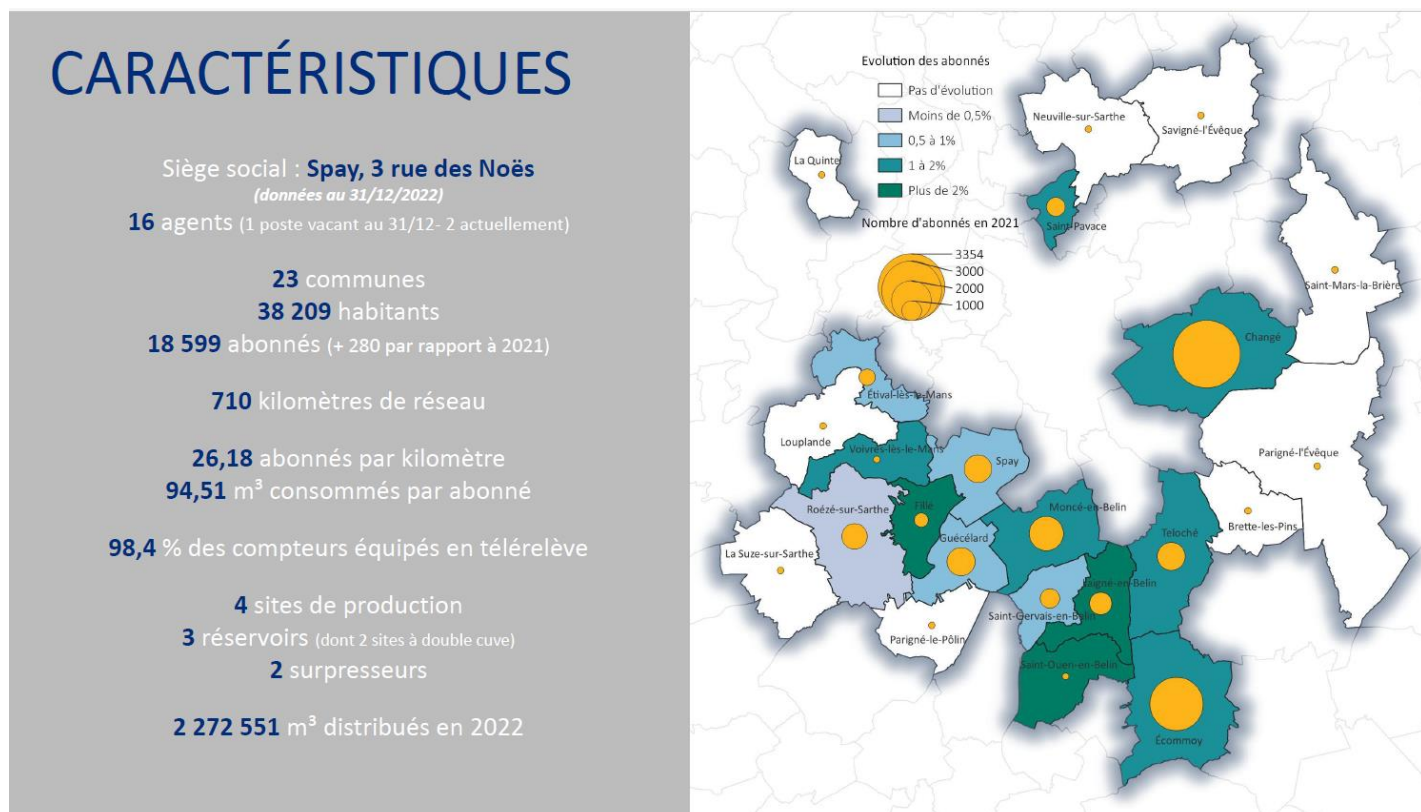 CARACTÉRISTIQUES
Siège social : Spay, 3 rue des Noës
(données au 31/12/2022)
16 agents (1 poste vacant au 31/12- 2 actuellement)
23 communes
38 209 habitants
18 599 abonnés (+ 280 par rapport à 2021)
710 kilomètres de réseau
26,18 abonnés par kilomètre
94,51 m³ consommés par abonné
98,4 % des compteurs équipés en télérelève
4 sites de production
3 réservoirs (dont 2 sites à double cuve)
2 surpresseurs
2 272 551 m³ distribués en 2022
Evolution des abonnés
Pas d'évolution
Moins de 0,5%
0,5 à 1%
1 à 2%
Plus de 2%
Nombre d'abonnés en 2021
3354
3000
2000
1000
Neuville-sur-Sarthe
Savigné-l'Évêque
La Quinte
Saint-Pavace
Saint-Mars-la-Brière
Changé
Étival-lès-le-Mans
Louplande
Voivres-lès-le-Mans
Spay
Parigné-l'Évêque
Roézé-sur-Sarthe
Fillé
Moncé-en-Belin
Teloché
Brette-les-Pins
Guécélard
La Suze-sur-Sarthe
Laigné-en-Belin
Saint-Gervais-en-Belin
Parigné-le-Pôlin
Saint-Ouen-en-Belin
Écommoy